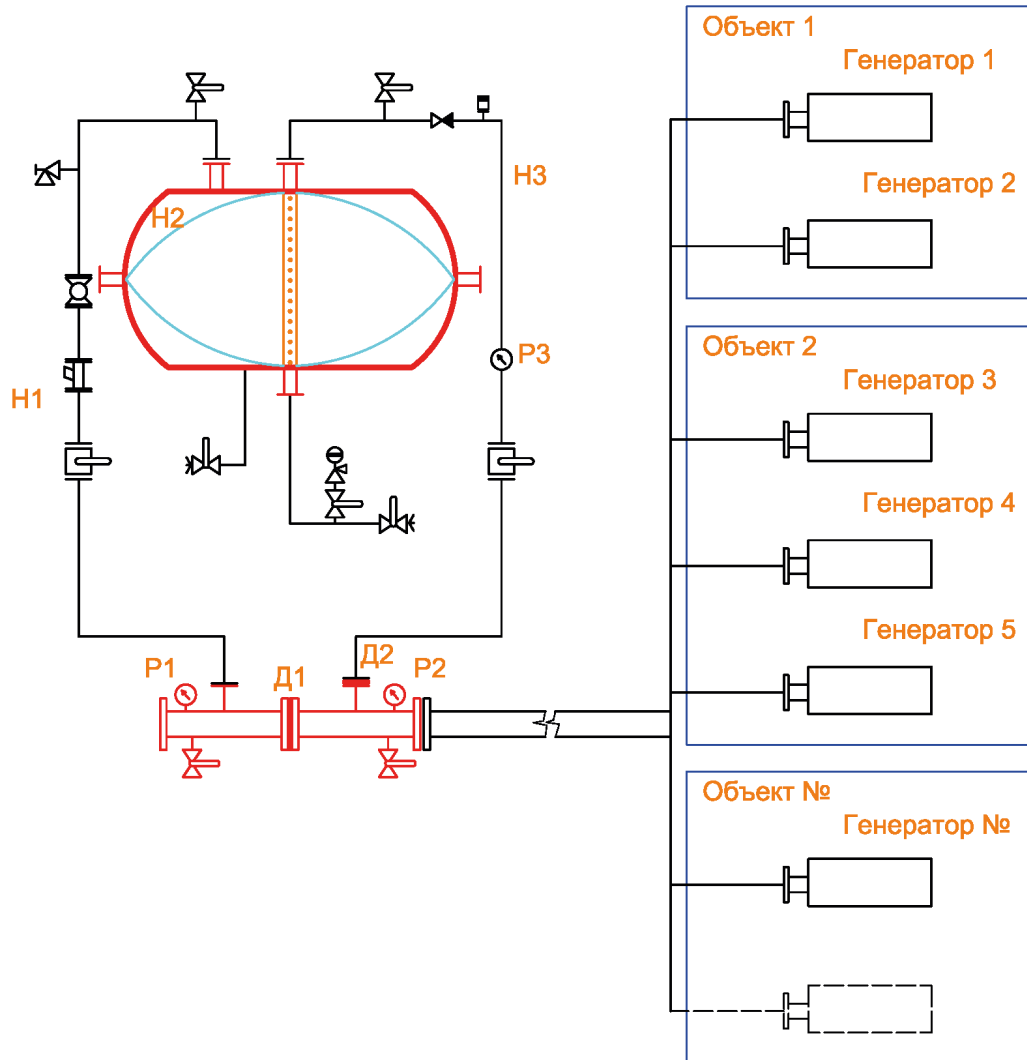 Объект 1
Генератор 1
Генератор 2
Н3
Н2
Объект 2
Р3
Генератор 3
Н1
Генератор 4
Генератор 5
Р1
Д1
Д2
Р2
Объект №
Генератор №